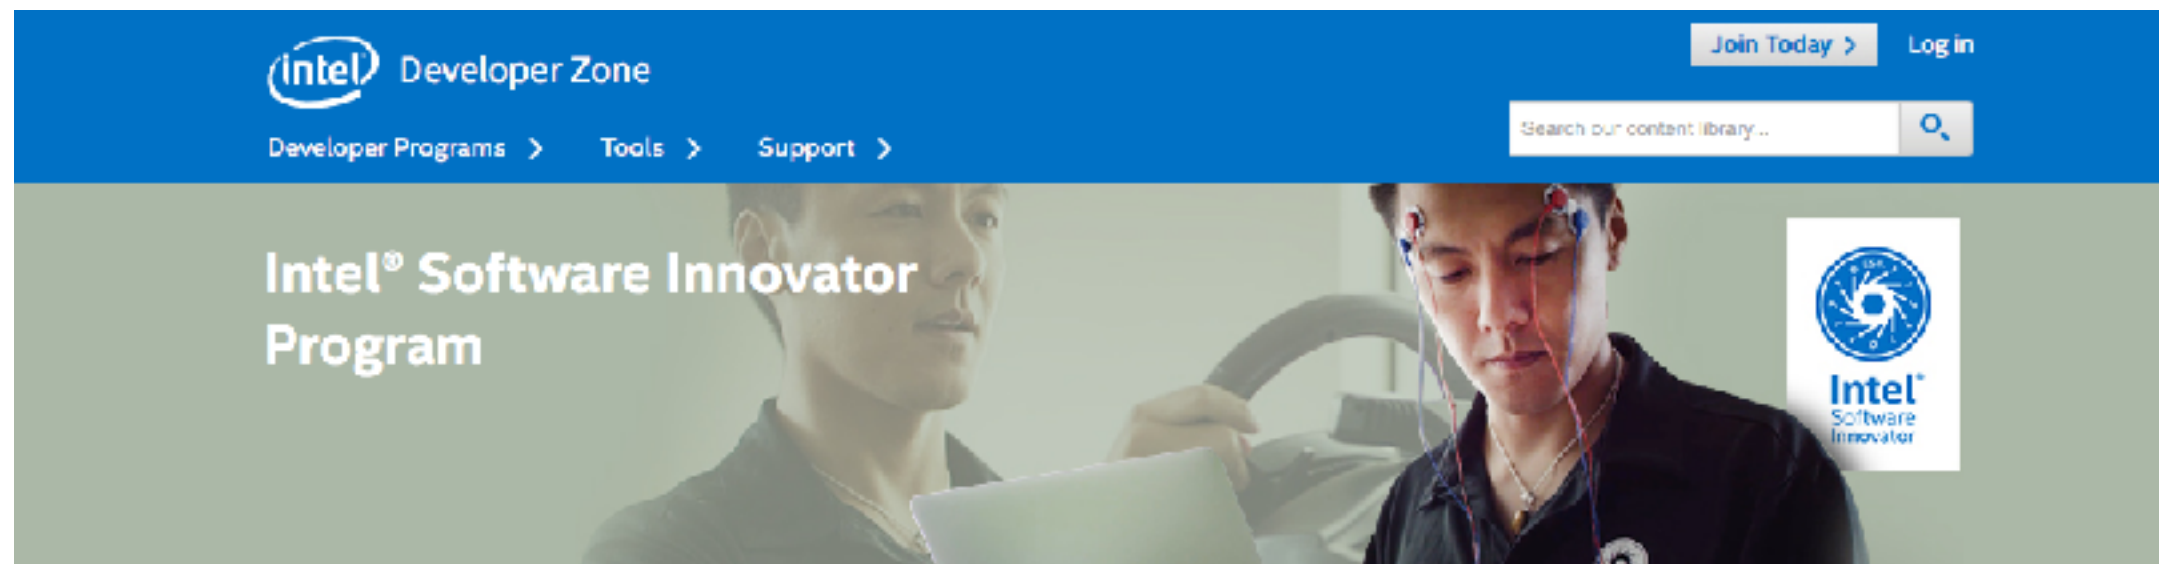 intel Developer Zone
Join Today >
Log in
Developer Programs >
Tools >
Support >
Search our content library...
Intel® Software Innovator
Program
Intel®
Software
Innovator